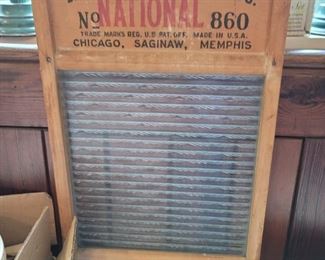 No NATIONAL 860
TRADE MARKS REG. U.S. PAT. OFF. MADE IN U.S.A.
CHICAGO, SAGINAW, MEMPHIS